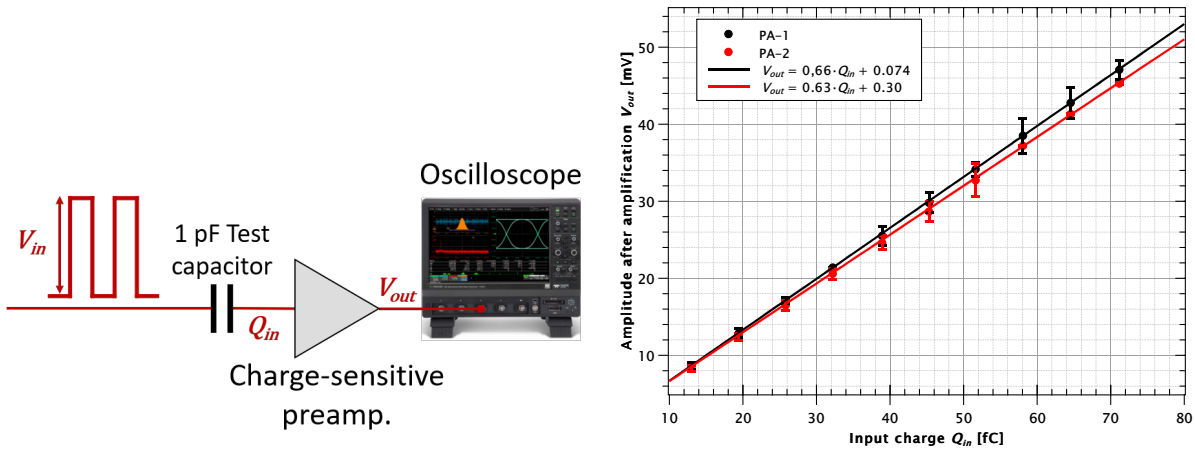 V_in
1 pF Test
capacitor
Q_in
Charge-sensitive
preamp.
V_out
Oscilloscope
Amplitude after amplification V_out [mV]
50
40
30
20
10
PA-1
PA-2
V_out = 0,66·Q_in + 0.074
V_out = 0.63·Q_in + 0.30
10 20 30 40 50 60 70 80
Input charge Q_in [fC]